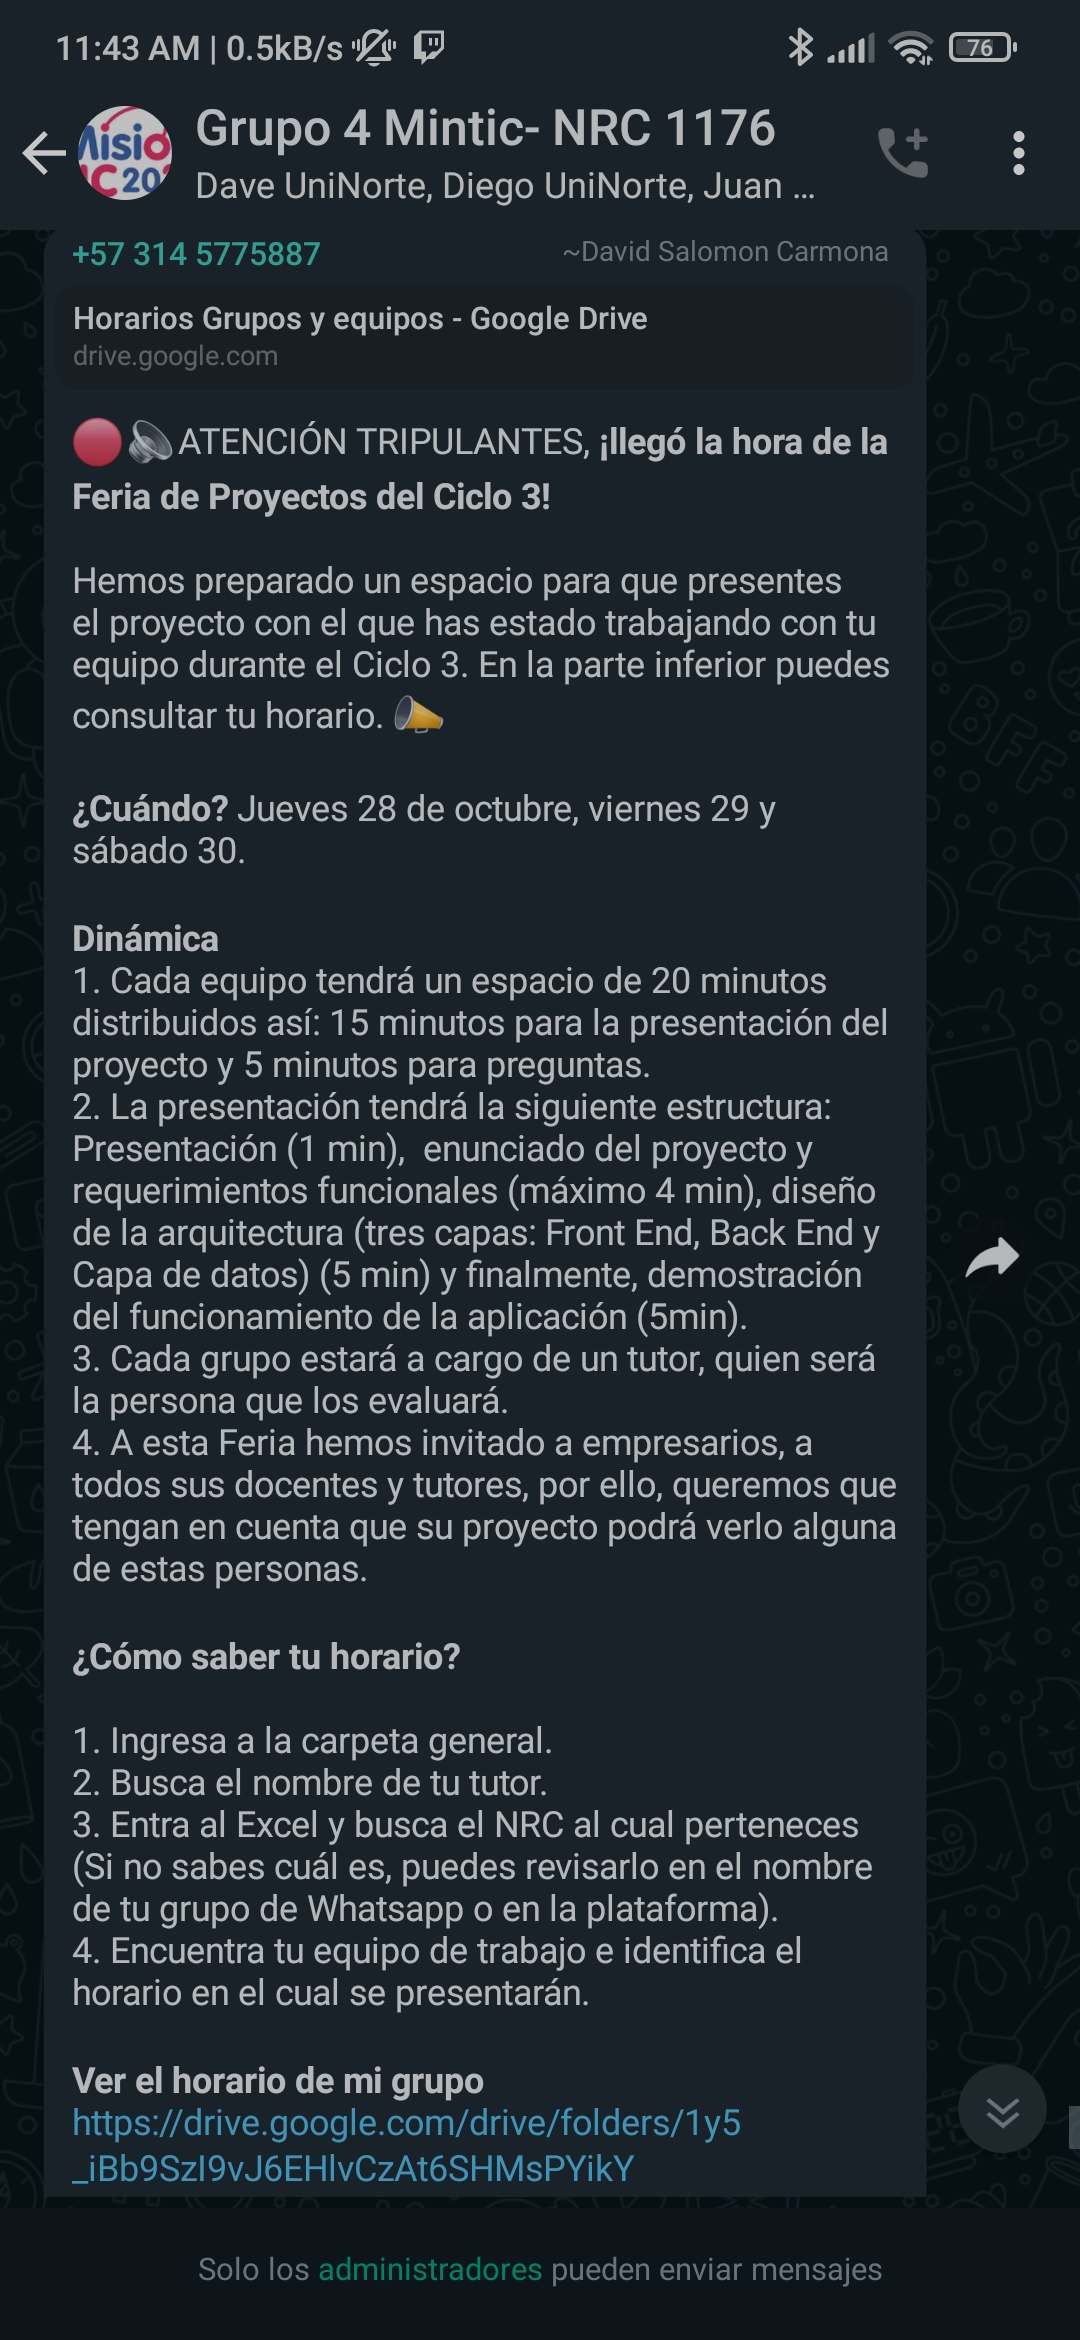 11:43 AM | 0.5kB/s
76
Aisió
C 20
Grupo 4 Mintic- NRC 1176
Dave UniNorte, Diego UniNorte, Juan ...
+57 314 5775887
~David Salomon Carmona
Horarios Grupos y equipos - Google Drive
drive.google.com
🔴🔊ATENCIÓN TRIPULANTES, ¡llegó la hora de la
Feria de Proyectos del Ciclo 3!
Hemos preparado un espacio para que presentes
el proyecto con el que has estado trabajando con tu
equipo durante el Ciclo 3. En la parte inferior puedes
consultar tu horario. 📣
¿Cuándo? Jueves 28 de octubre, viernes 29 y
sábado 30.
Dinámica
1. Cada equipo tendrá un espacio de 20 minutos
distribuidos así: 15 minutos para la presentación del
proyecto y 5 minutos para preguntas.
2. La presentación tendrá la siguiente estructura:
Presentación (1 min),  enunciado del proyecto y
requerimientos funcionales (máximo 4 min), diseño
de la arquitectura (tres capas: Front End, Back End y
Capa de datos) (5 min) y finalmente, demostración
del funcionamiento de la aplicación (5min).
3. Cada grupo estará a cargo de un tutor, quien será
la persona que los evaluará.
4. A esta Feria hemos invitado a empresarios, a
todos sus docentes y tutores, por ello, queremos que
tengan en cuenta que su proyecto podrá verlo alguna
de estas personas.
¿Cómo saber tu horario?
1. Ingresa a la carpeta general.
2. Busca el nombre de tu tutor.
3. Entra al Excel y busca el NRC al cual perteneces
(Si no sabes cuál es, puedes revisarlo en el nombre
de tu grupo de Whatsapp o en la plataforma).
4. Encuentra tu equipo de trabajo e identifica el
horario en el cual se presentarán.
Ver el horario de mi grupo
https://drive.google.com/drive/folders/1y5
_iBb9SzI9vJ6EHlvCzAt6SHMsPYikY
Solo los administradores pueden enviar mensajes